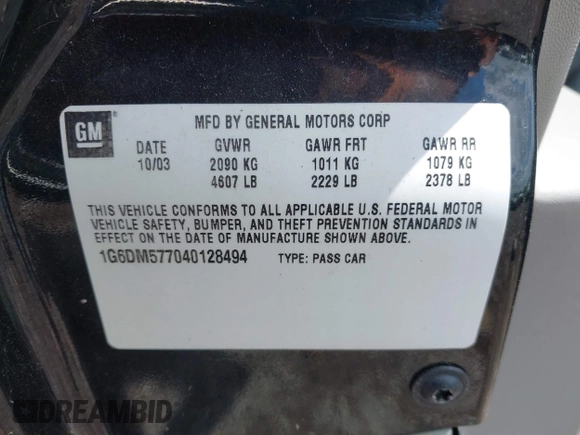 GM
MFD BY GENERAL MOTORS CORP
DATE GVWR GAWR FRT GAWR RR
10/03 2090 KG 1011 KG 1079 KG
4607 LB 2229 LB 2378 LB
THIS VEHICLE CONFORMS TO ALL APPLICABLE U.S. FEDERAL MOTOR
VEHICLE SAFETY, BUMPER, AND THEFT PREVENTION STANDARDS IN
EFFECT ON THE DATE OF MANUFACTURE SHOWN ABOVE.
1G6DM577040128494 TYPE: PASS CAR
DREAMBID